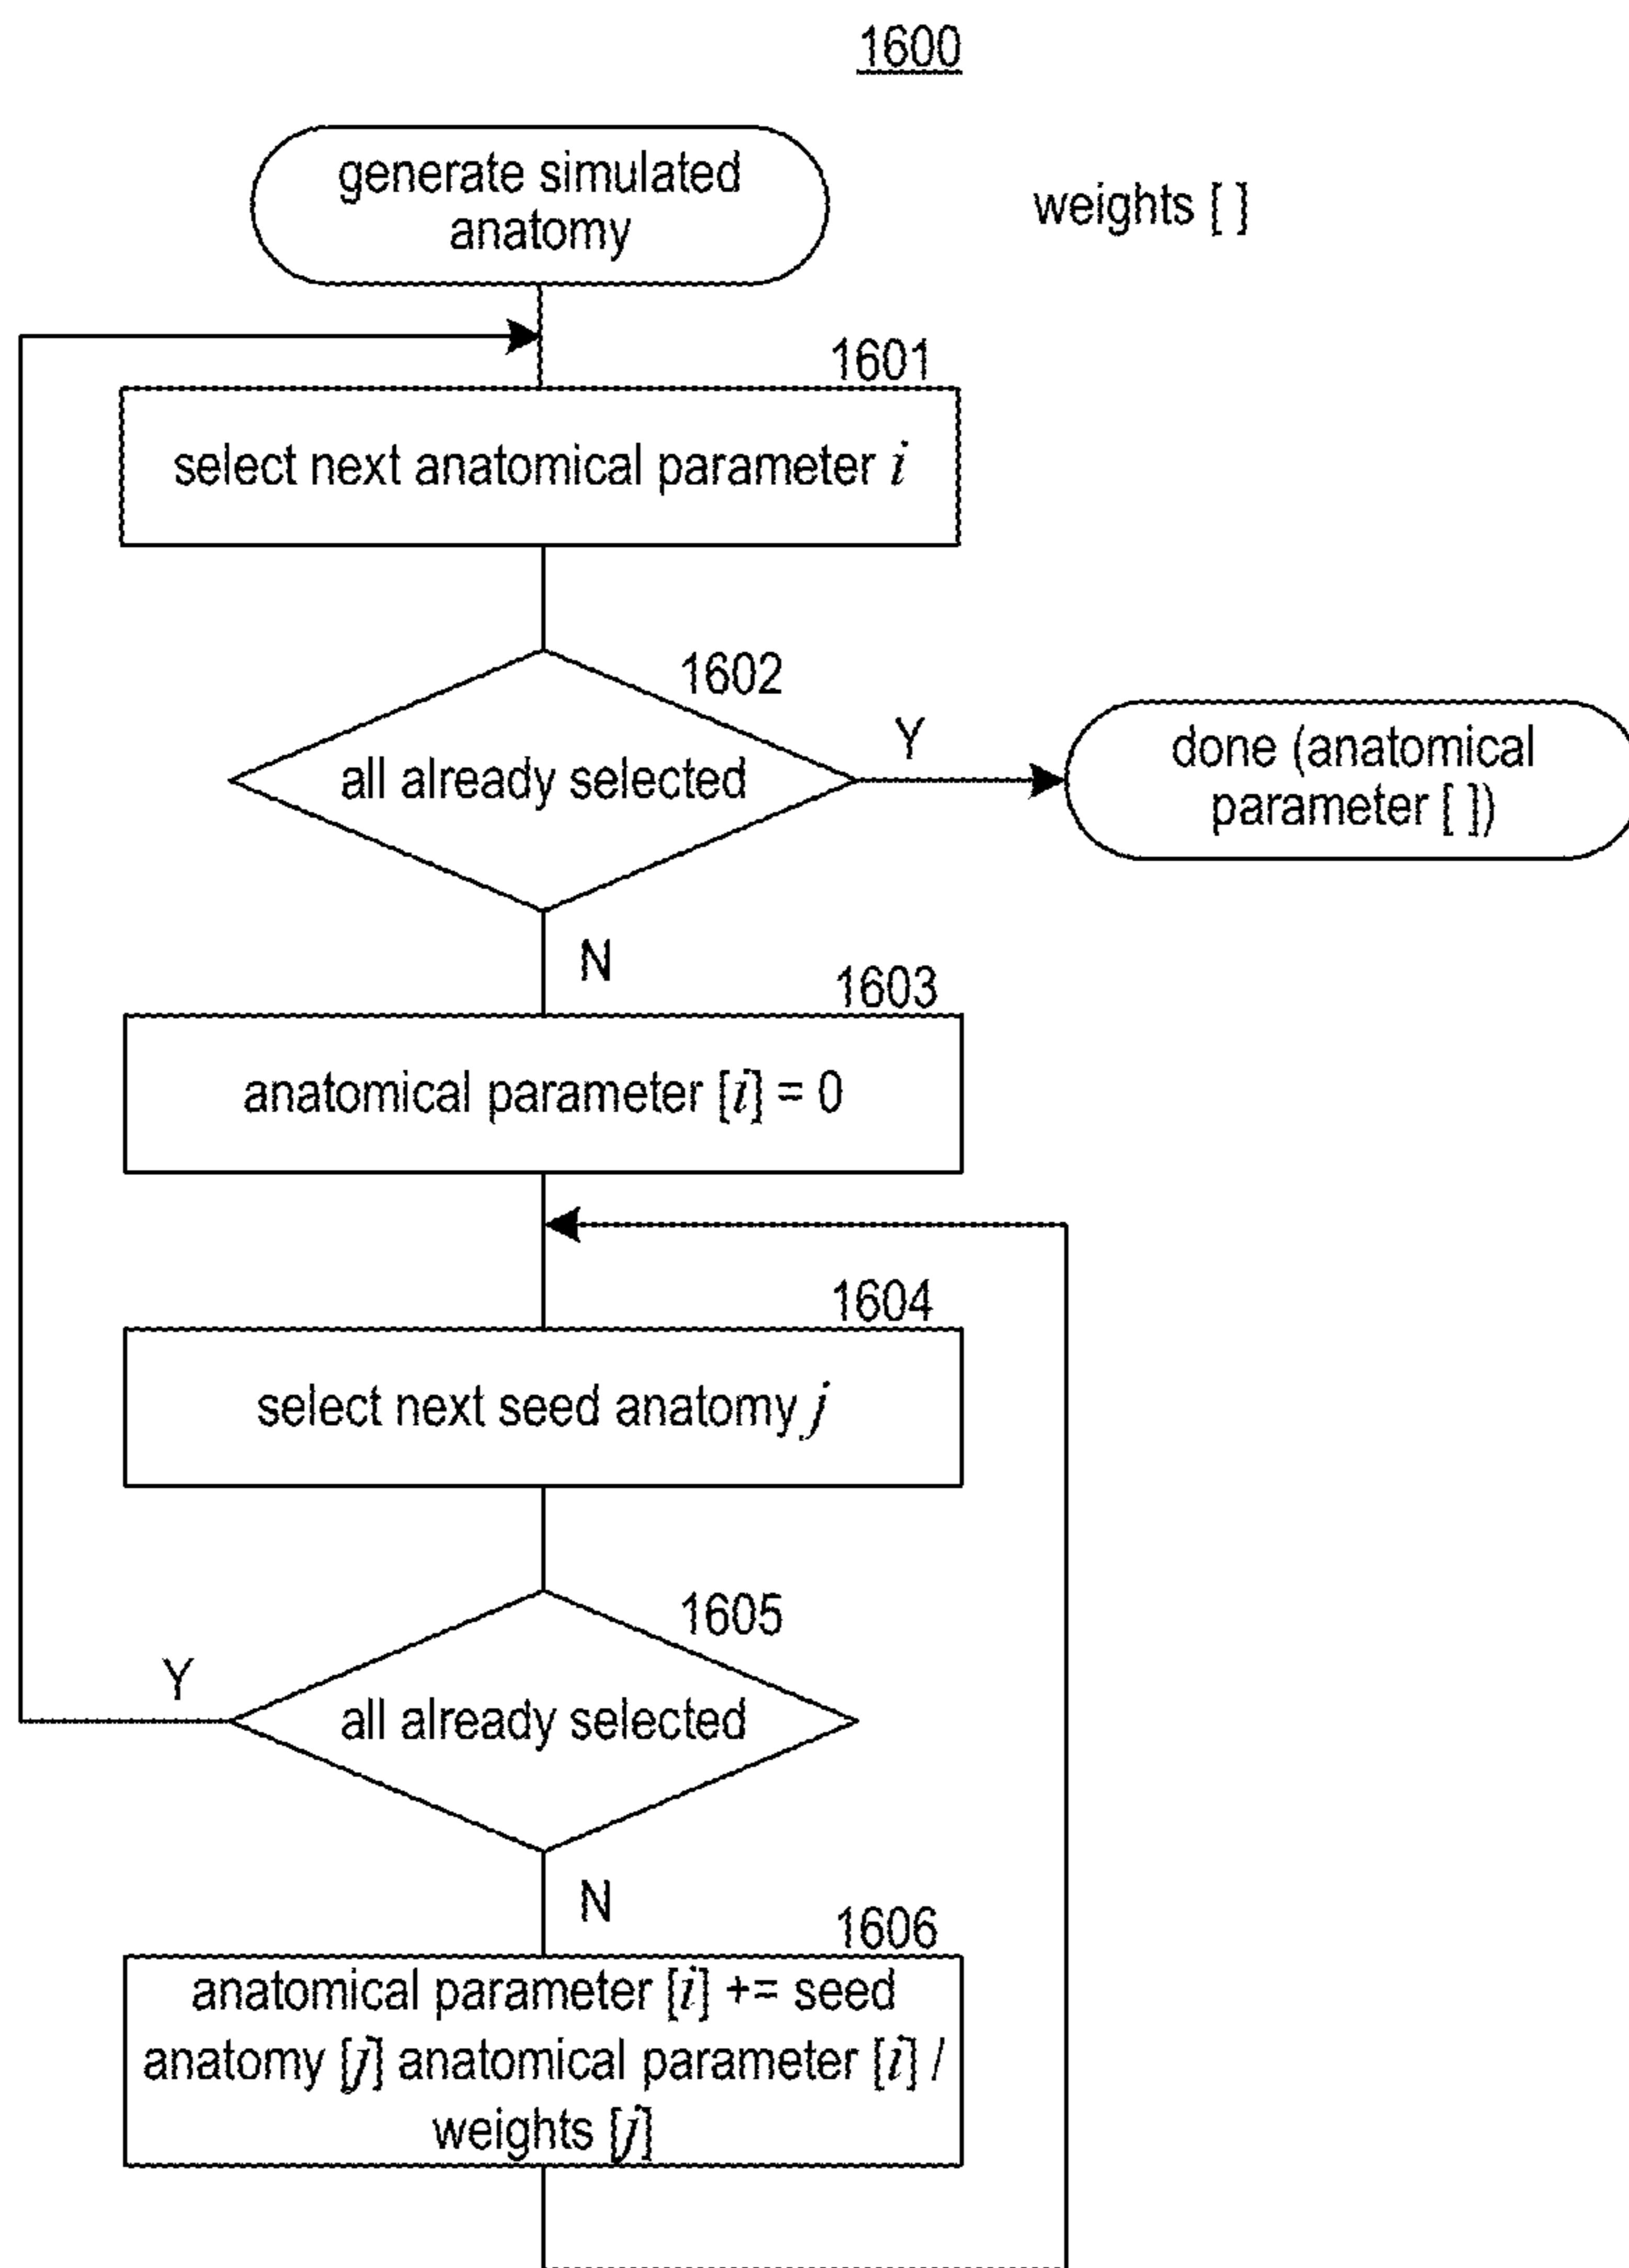 1600
generate simulated
anatomy
weights [ ]
1601
select next anatomical parameter i
1602
all already selected
Y
done (anatomical
parameter [ ])
N
1603
anatomical parameter [i] = 0
1604
select next seed anatomy j
1605
Y
all already selected
N
1606
anatomical parameter [i] += seed
anatomy [j] anatomical parameter [i] /
weights [j]